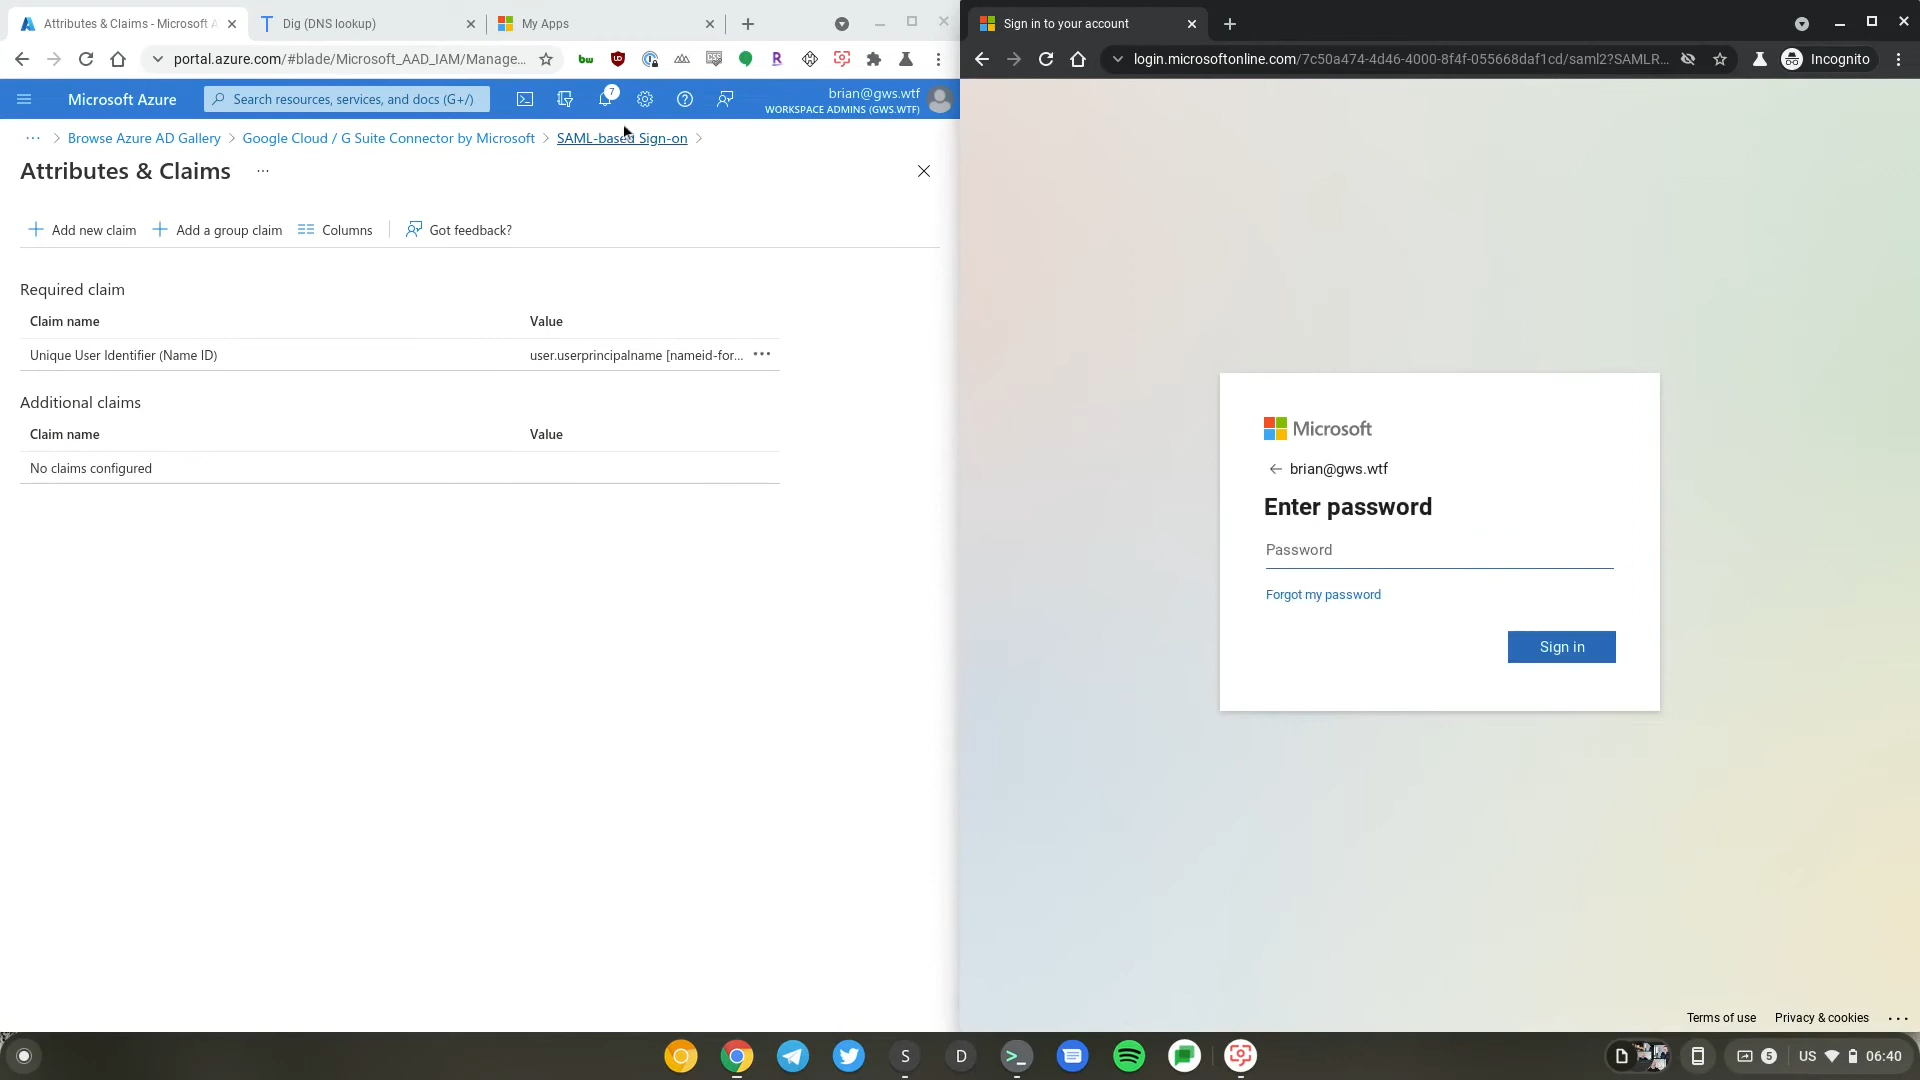 Attributes & Claims - Microsoft A
Dig (DNS lookup)
My Apps
portal.azure.com/#blade/Microsoft_AAD_IAM/Manage...
Microsoft Azure
Search resources, services, and docs (G+/)
7
brian@gws.wtf
WORKSPACE ADMINS (GWS.WTF)
... > Browse Azure AD Gallery > Google Cloud / G Suite Connector by Microsoft > SAML-based Sign-on >
Attributes & Claims ...
Add new claim
Add a group claim
Columns
Got feedback?
Required claim
Claim name Value
Unique User Identifier (Name ID) user.userprincipalname [nameid-for... ...
Additional claims
Claim name Value
No claims configured
Sign in to your account
login.microsoftonline.com/7c50a474-4d46-4000-8f4f-055668daf1cd/saml2?SAMLR...
Incognito
Microsoft
brian@gws.wtf
Enter password
Password
Forgot my password
Sign in
Terms of use Privacy & cookies ...
S
D
5
US
06:40